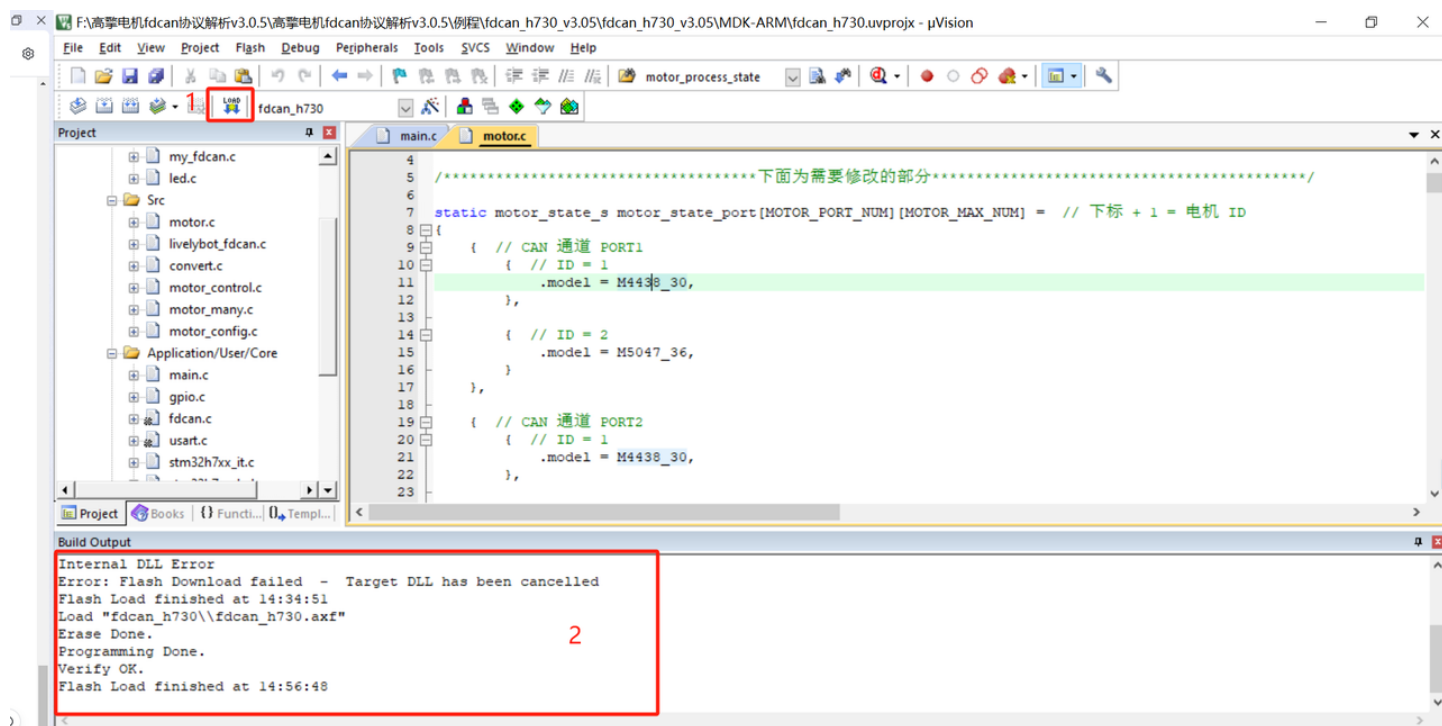 F:\高擎电机fdcan协议解析v3.0.5\高擎电机fdcan协议解析v3.0.5\例程\fdcan_h730_v3.05\fdcan_h730_v3.05\MDK-ARM\fdcan_h730.uvprojx - µVision
File Edit View Project Flash Debug Peripherals Tools SVCS Window Help
motor_process_state
1 LOAD fdcan_h730
Project
my_fdcan.c
led.c
Src
motor.c
livelybot_fdcan.c
convert.c
motor_control.c
motor_many.c
motor_config.c
Application/User/Core
main.c
gpio.c
fdcan.c
usart.c
stm32h7xx_it.c
Project Books {} Functi... 0 Templ...
main.c motor.c
4
5 /************************************下面为需要修改的部分*******************************************/
6
7 static motor_state_s motor_state_port[MOTOR_PORT_NUM][MOTOR_MAX_NUM] = // 下标 + 1 = 电机 ID
8 {
9 { // CAN 通道 PORT1
10 { // ID = 1
11 .model = M4438_30,
12 },
13
14 { // ID = 2
15 .model = M5047_36,
16 }
17 },
18
19 { // CAN 通道 PORT2
20 { // ID = 1
21 .model = M4438_30,
22 },
23
Build Output
Internal DLL Error
Error: Flash Download failed - Target DLL has been cancelled
Flash Load finished at 14:34:51
Load "fdcan_h730\\fdcan_h730.axf"
Erase Done.
Programming Done.
Verify OK.
Flash Load finished at 14:56:48
2